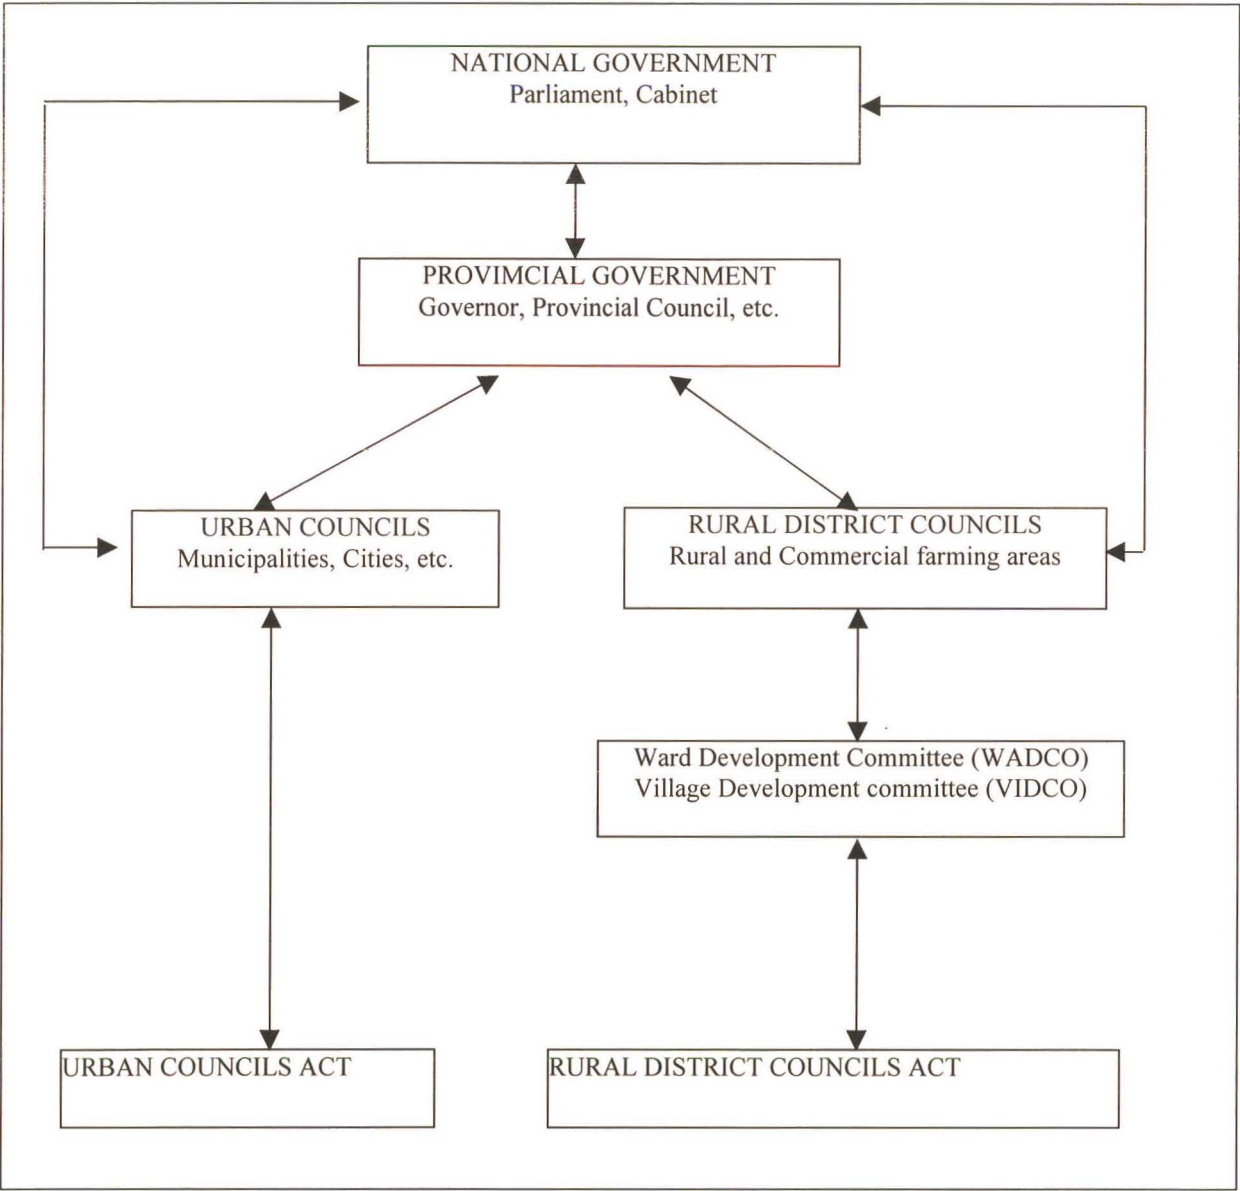 NATIONAL GOVERNMENT
Parliament, Cabinet
PROVIMCIAL GOVERNMENT
Governor, Provincial Council, etc.
URBAN COUNCILS
Municipalities, Cities, etc.
RURAL DISTRICT COUNCILS
Rural and Commercial farming areas
Ward Development Committee (WADCO)
Village Development committee (VIDCO)
URBAN COUNCILS ACT
RURAL DISTRICT COUNCILS ACT